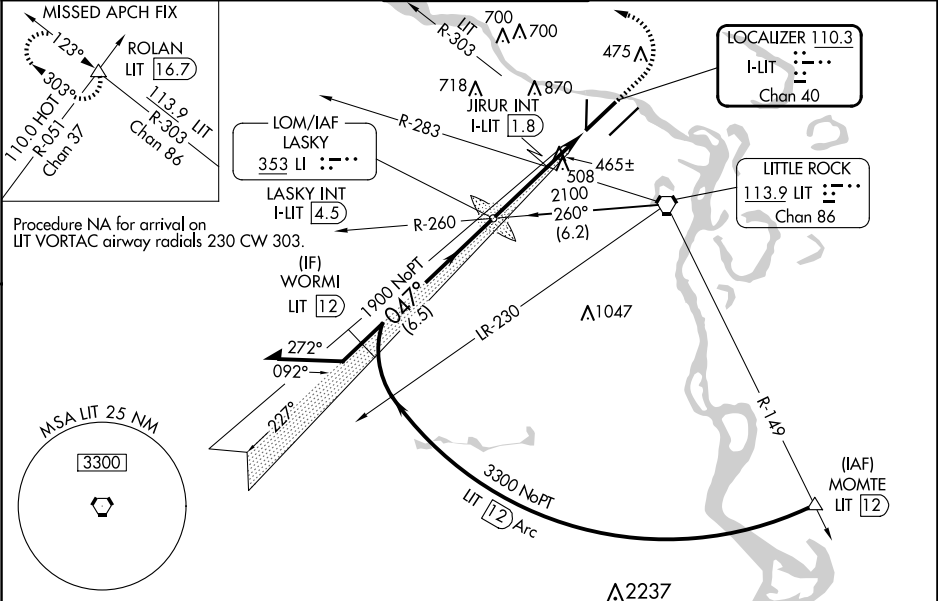 MISSED APCH FIX
123°
ROLAN
LIT 16.7
303°
110.0 HOT
R-051
Chan 37
113.9 LIT
R-303
Chan 86
LIT
R-303
700
700
475
718
870
LOCALIZER 110.3
I-LIT
Chan 40
JIRUR INT
I-LIT 1.8
R-283
LOM/IAF
LASKY
353 LI
LASKY INT
I-LIT 4.5
465±
508
2100
260°
(6.2)
R-260
LITTLE ROCK
113.9 LIT
Chan 86
Procedure NA for arrival on
LIT VORTAC airway radials 230 CW 303.
(IF)
WORMI
LIT 12
1900 NoPT
047°
(6.5)
LR-230
1047
272°
092°
227°
R-149
MSA LIT 25 NM
3300
3300 NoPT
LIT 12 Arc
(IAF)
MOMTE
LIT 12
2237